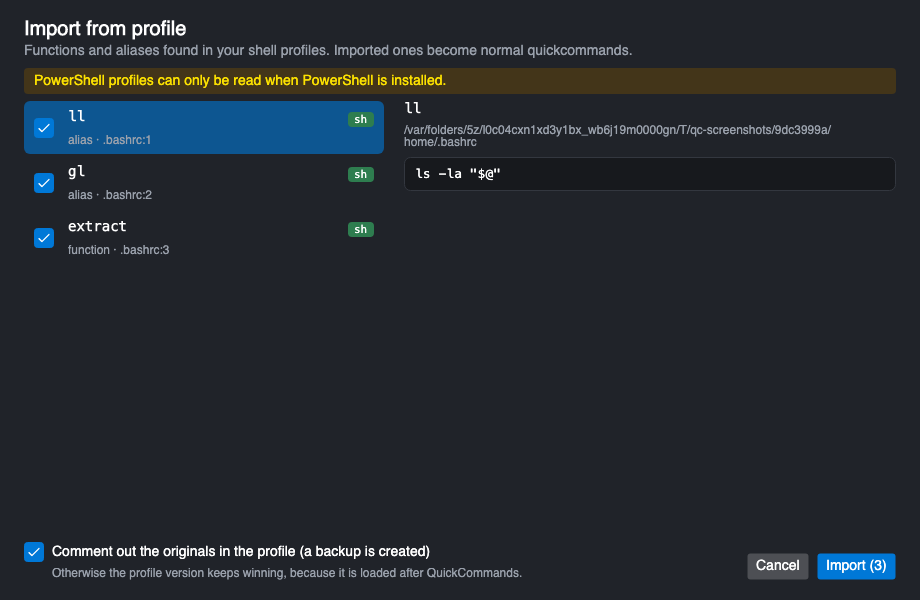 Import from profile
Functions and aliases found in your shell profiles. Imported ones become normal quickcommands.
PowerShell profiles can only be read when PowerShell is installed.
ll
sh
alias · .bashrc:1
gl
sh
alias · .bashrc:2
extract
sh
function · .bashrc:3
ll
/var/folders/5z/l0c04cxn1xd3y1bx_wb6j19m0000gn/T/qc-screenshots/9dc3999a/
home/.bashrc
ls -la "$@"
Comment out the originals in the profile (a backup is created)
Otherwise the profile version keeps winning, because it is loaded after QuickCommands.
Cancel
Import (3)